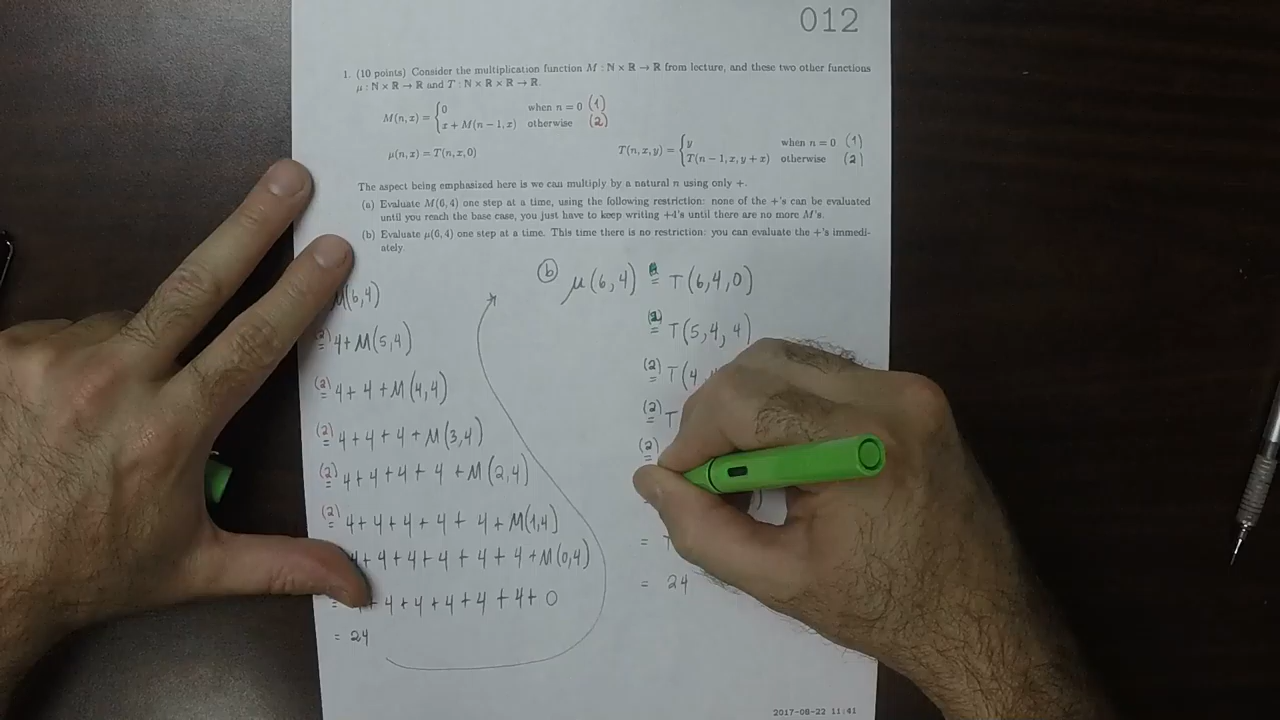 012
1. (10 points) Consider the multiplication function M : ℕ × ℝ → ℝ from lecture, and these two other functions
μ : ℕ × ℝ → ℝ and T : ℕ × ℝ × ℝ → ℝ.
M(n, x) = { 0 when n = 0 (1)
x + M(n − 1, x) otherwise (2)
μ(n, x) = T(n, x, 0)
T(n, x, y) = { y when n = 0 (1)
T(n − 1, x, y + x) otherwise (2)
The aspect being emphasized here is we can multiply by a natural n using only +.
(a) Evaluate M(6, 4) one step at a time, using the following restriction: none of the +'s can be evaluated
until you reach the base case, you just have to keep writing +4's until there are no more M's.
(b) Evaluate μ(6, 4) one step at a time. This time there is no restriction: you can evaluate the +'s immedi-
ately.
M(6,4)
(2) = 4+M(5,4)
(2) = 4+4+M(4,4)
(2) = 4+4+4+M(3,4)
(2) = 4+4+4+4+M(2,4)
(2) = 4+4+4+4+4+M(1,4)
4+4+4+4+4+4+M(0,4)
= 4+4+4+4+4+4+0
= 24
(b) μ(6,4) = T(6,4,0)
(2) = T(5,4,4)
(2) = T(4,
(2) = T
(2) =
= T
= 24
2017-08-22 11:41